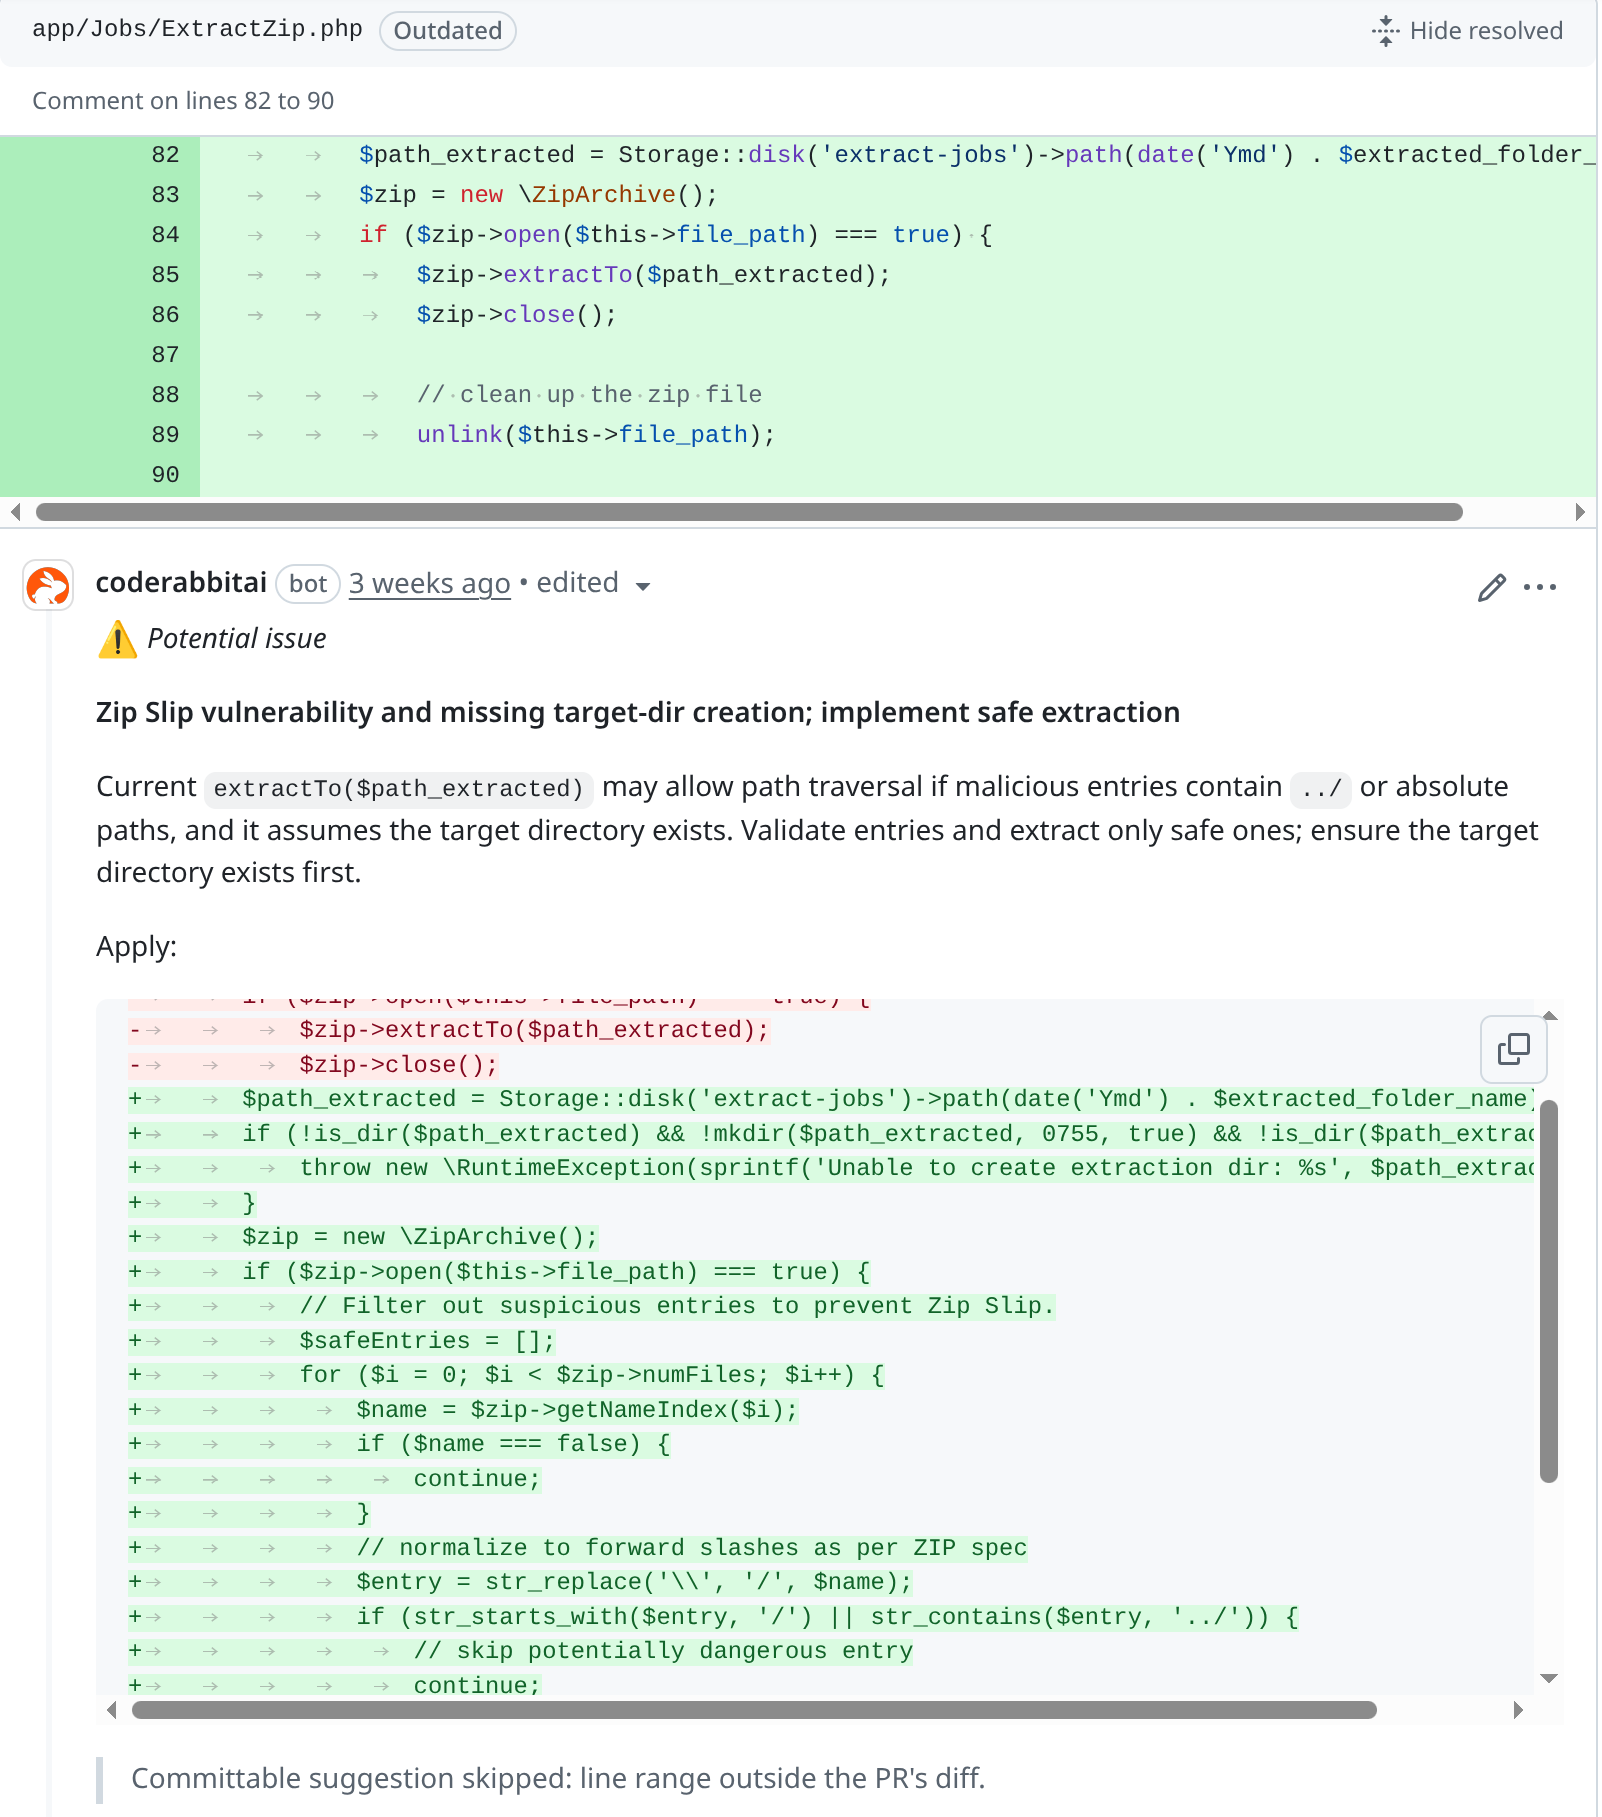 app/Jobs/ExtractZip.php Outdated Hide resolved
Comment on lines 82 to 90
82 $path_extracted = Storage::disk('extract-jobs')->path(date('Ymd') . $extracted_folder_
83 $zip = new \ZipArchive();
84 if ($zip->open($this->file_path) === true) {
85 $zip->extractTo($path_extracted);
86 $zip->close();
87
88 // clean up the zip file
89 unlink($this->file_path);
90
coderabbitai bot 3 weeks ago • edited
Potential issue
Zip Slip vulnerability and missing target-dir creation; implement safe extraction
Current extractTo($path_extracted) may allow path traversal if malicious entries contain ../ or absolute
paths, and it assumes the target directory exists. Validate entries and extract only safe ones; ensure the target
directory exists first.
Apply:
if ($zip->open($this->file_path) === true) {
- $zip->extractTo($path_extracted);
- $zip->close();
+ $path_extracted = Storage::disk('extract-jobs')->path(date('Ymd') . $extracted_folder_name)
+ if (!is_dir($path_extracted) && !mkdir($path_extracted, 0755, true) && !is_dir($path_extrac
+ throw new \RuntimeException(sprintf('Unable to create extraction dir: %s', $path_extrac
+ }
+ $zip = new \ZipArchive();
+ if ($zip->open($this->file_path) === true) {
+ // Filter out suspicious entries to prevent Zip Slip.
+ $safeEntries = [];
+ for ($i = 0; $i < $zip->numFiles; $i++) {
+ $name = $zip->getNameIndex($i);
+ if ($name === false) {
+ continue;
+ }
+ // normalize to forward slashes as per ZIP spec
+ $entry = str_replace('\\', '/', $name);
+ if (str_starts_with($entry, '/') || str_contains($entry, '../')) {
+ // skip potentially dangerous entry
+ continue;
Committable suggestion skipped: line range outside the PR's diff.